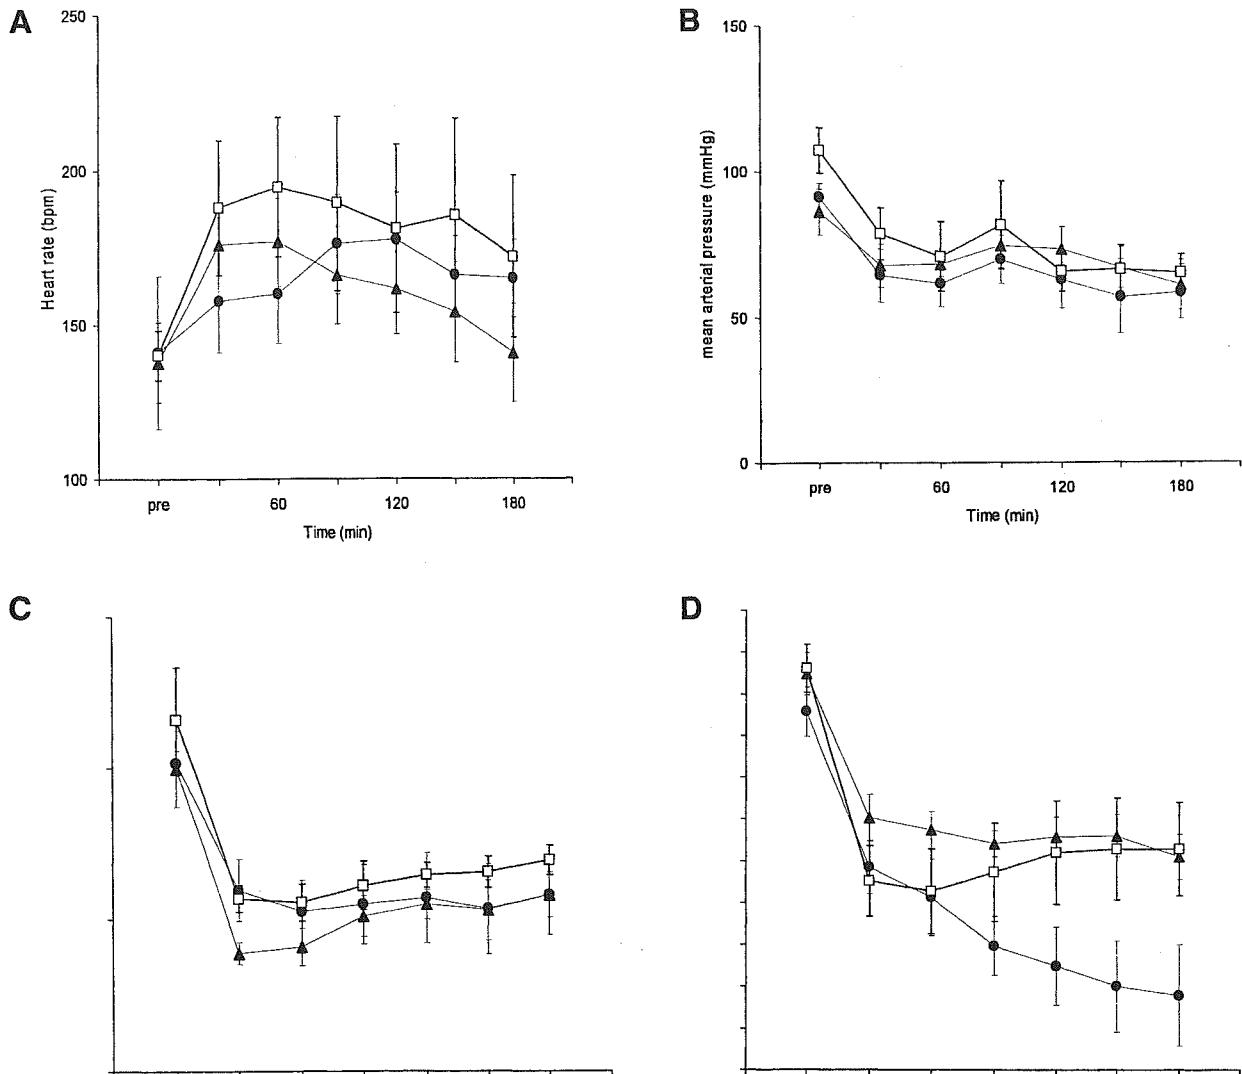 A
250
200
150
100
Heart rate (bpm)
pre
60
120
180
Time (min)
B
150
100
50
0
mean arterial pressure (mmHg)
pre
60
120
180
Time (min)
C
D